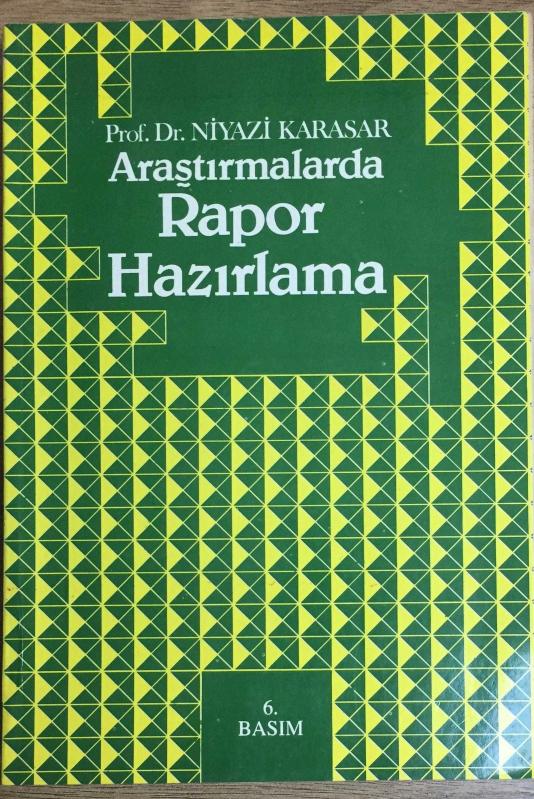 Prof. Dr. NİYAZİ KARASAR
Araştırmalarda
Rapor
Hazırlama
6.
BASIM